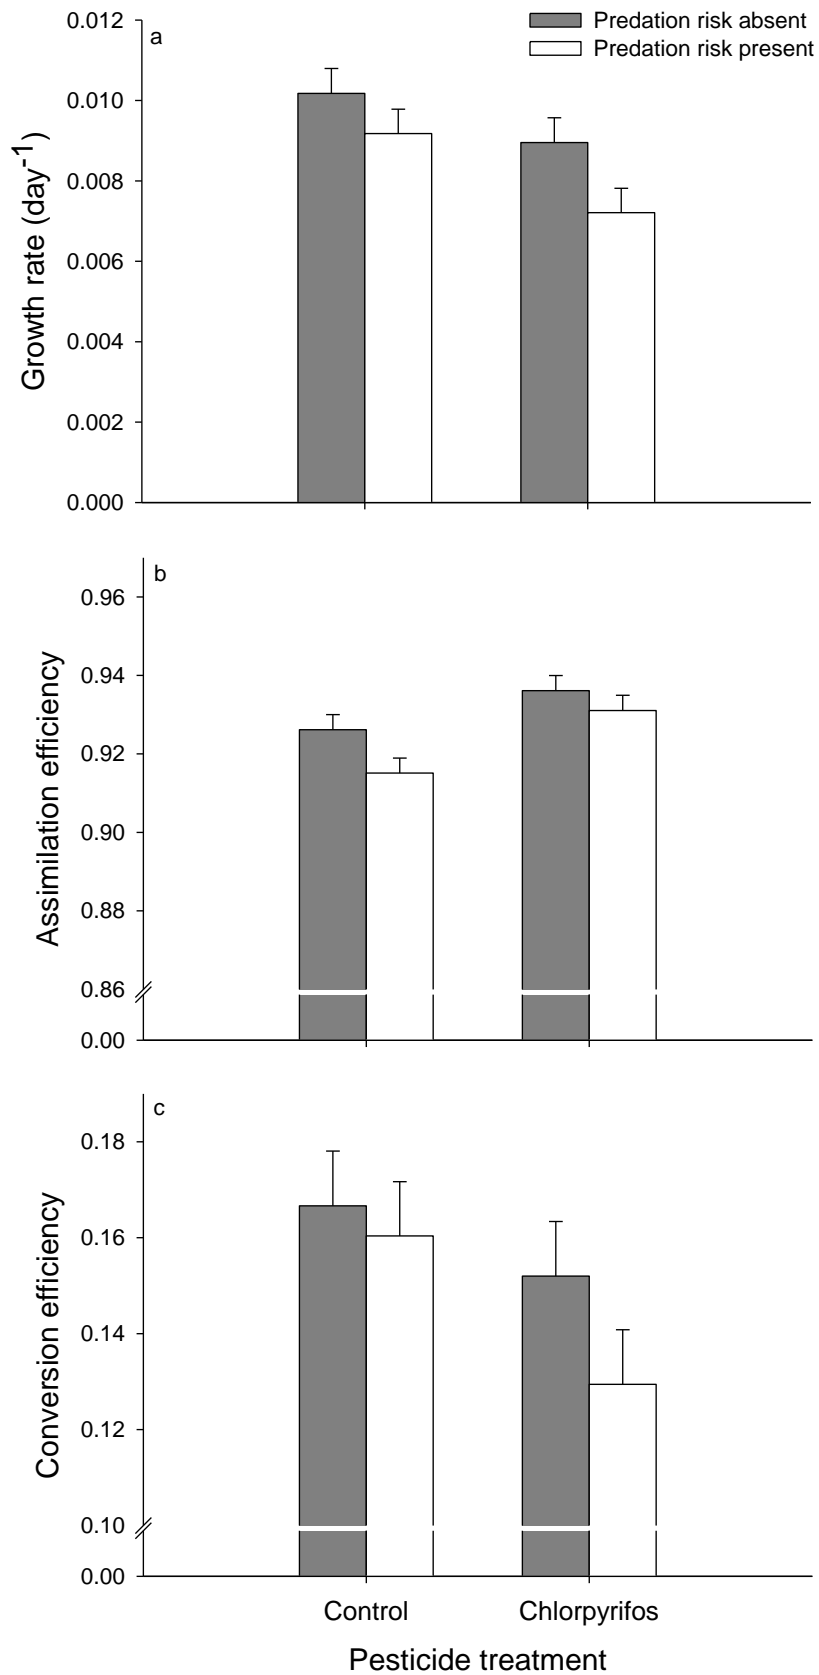 Predation risk absent
Predation risk present
a
0.012
0.010
0.008
0.006
0.004
0.002
0.000
Growth rate (day-1)
b
0.96
0.94
0.92
0.90
0.88
0.86
0.00
Assimilation efficiency
c
0.18
0.16
0.14
0.12
0.10
0.00
Conversion efficiency
Control Chlorpyrifos
Pesticide treatment